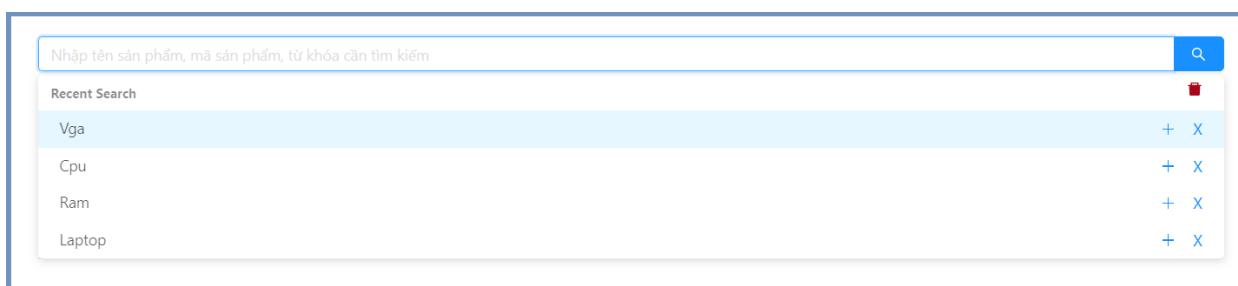 Nhập tên sản phẩm, mã sản phẩm, từ khóa cần tìm kiếm
Recent Search
Vga + X
Cpu + X
Ram + X
Laptop + X